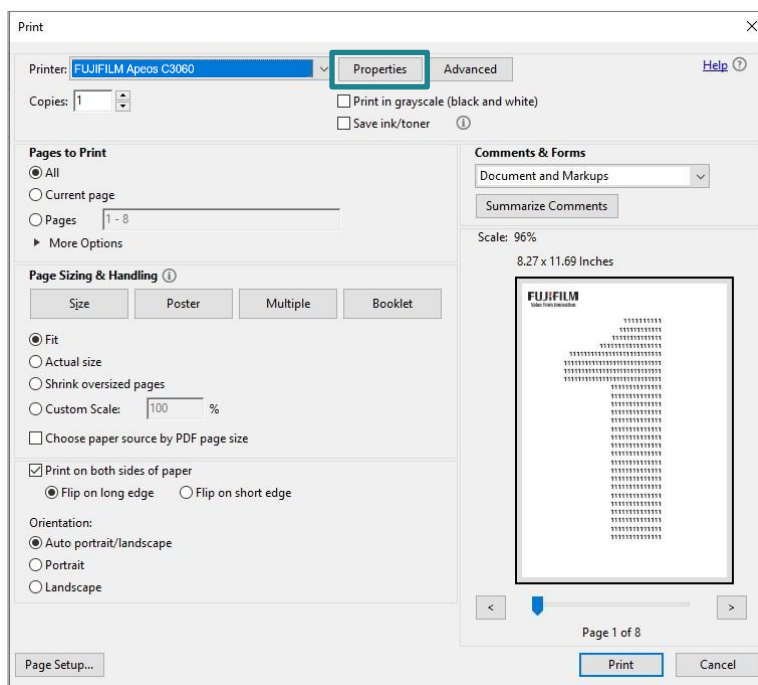 Print
Printer: FUJIFILM Apeos C3060 Properties Advanced Help ?
Copies: 1 Print in grayscale (black and white)
Save ink/toner
Pages to Print
All
Current page
Pages 1 - 8
More Options
Comments & Forms
Document and Markups
Summarize Comments
Scale: 96%
8.27 x 11.69 Inches
Page Sizing & Handling
Size Poster Multiple Booklet
Fit
Actual size
Shrink oversized pages
Custom Scale: 100 %
Choose paper source by PDF page size
Print on both sides of paper
Flip on long edge Flip on short edge
Orientation:
Auto portrait/landscape
Portrait
Landscape
FUJIFILM
Value from Innovation
< >
Page 1 of 8
Page Setup... Print Cancel